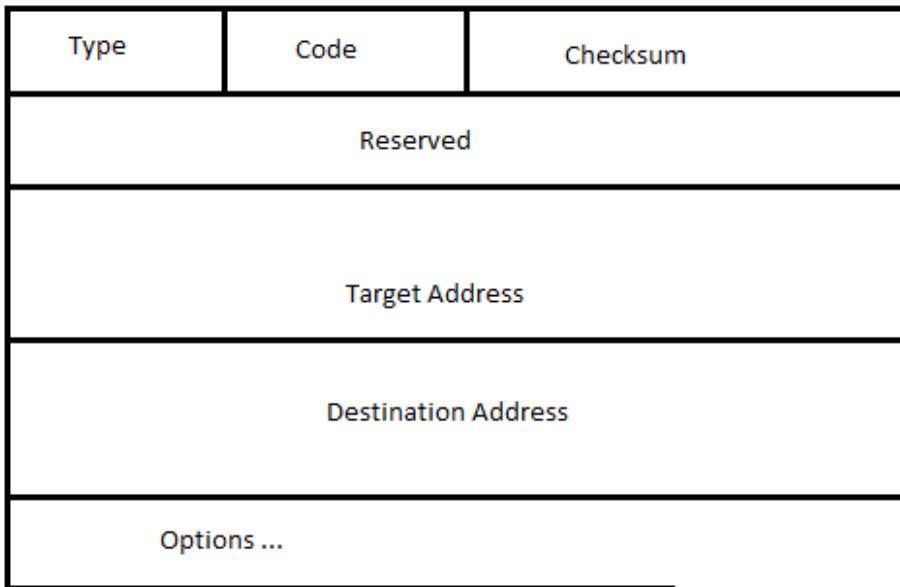 Type Code Checksum
Reserved
Target Address
Destination Address
Options ...